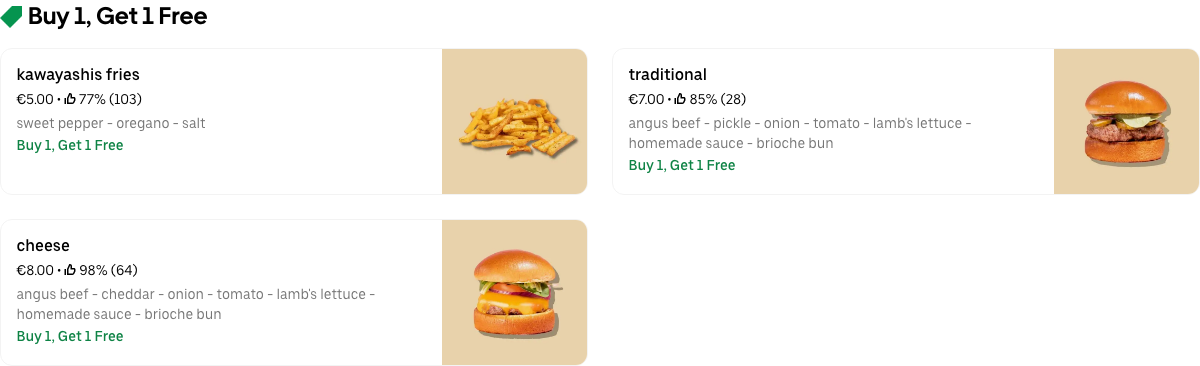 Buy 1, Get 1 Free
kawayashis fries
€5.00 • 77% (103)
sweet pepper - oregano - salt
Buy 1, Get 1 Free
traditional
€7.00 • 85% (28)
angus beef - pickle - onion - tomato - lamb's lettuce -
homemade sauce - brioche bun
Buy 1, Get 1 Free
cheese
€8.00 • 98% (64)
angus beef - cheddar - onion - tomato - lamb's lettuce -
homemade sauce - brioche bun
Buy 1, Get 1 Free